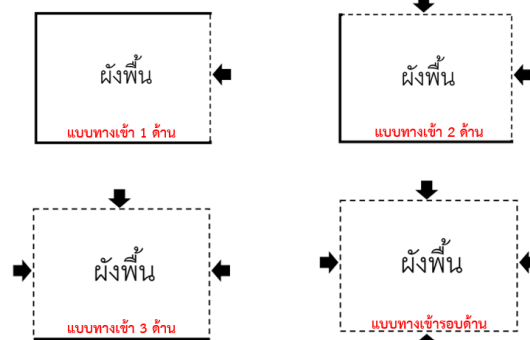 ผังพื้น
แบบทางเข้า 1 ด้าน
ผังพื้น
แบบทางเข้า 2 ด้าน
ผังพื้น
แบบทางเข้า 3 ด้าน
ผังพื้น
แบบทางเข้ารอบด้าน